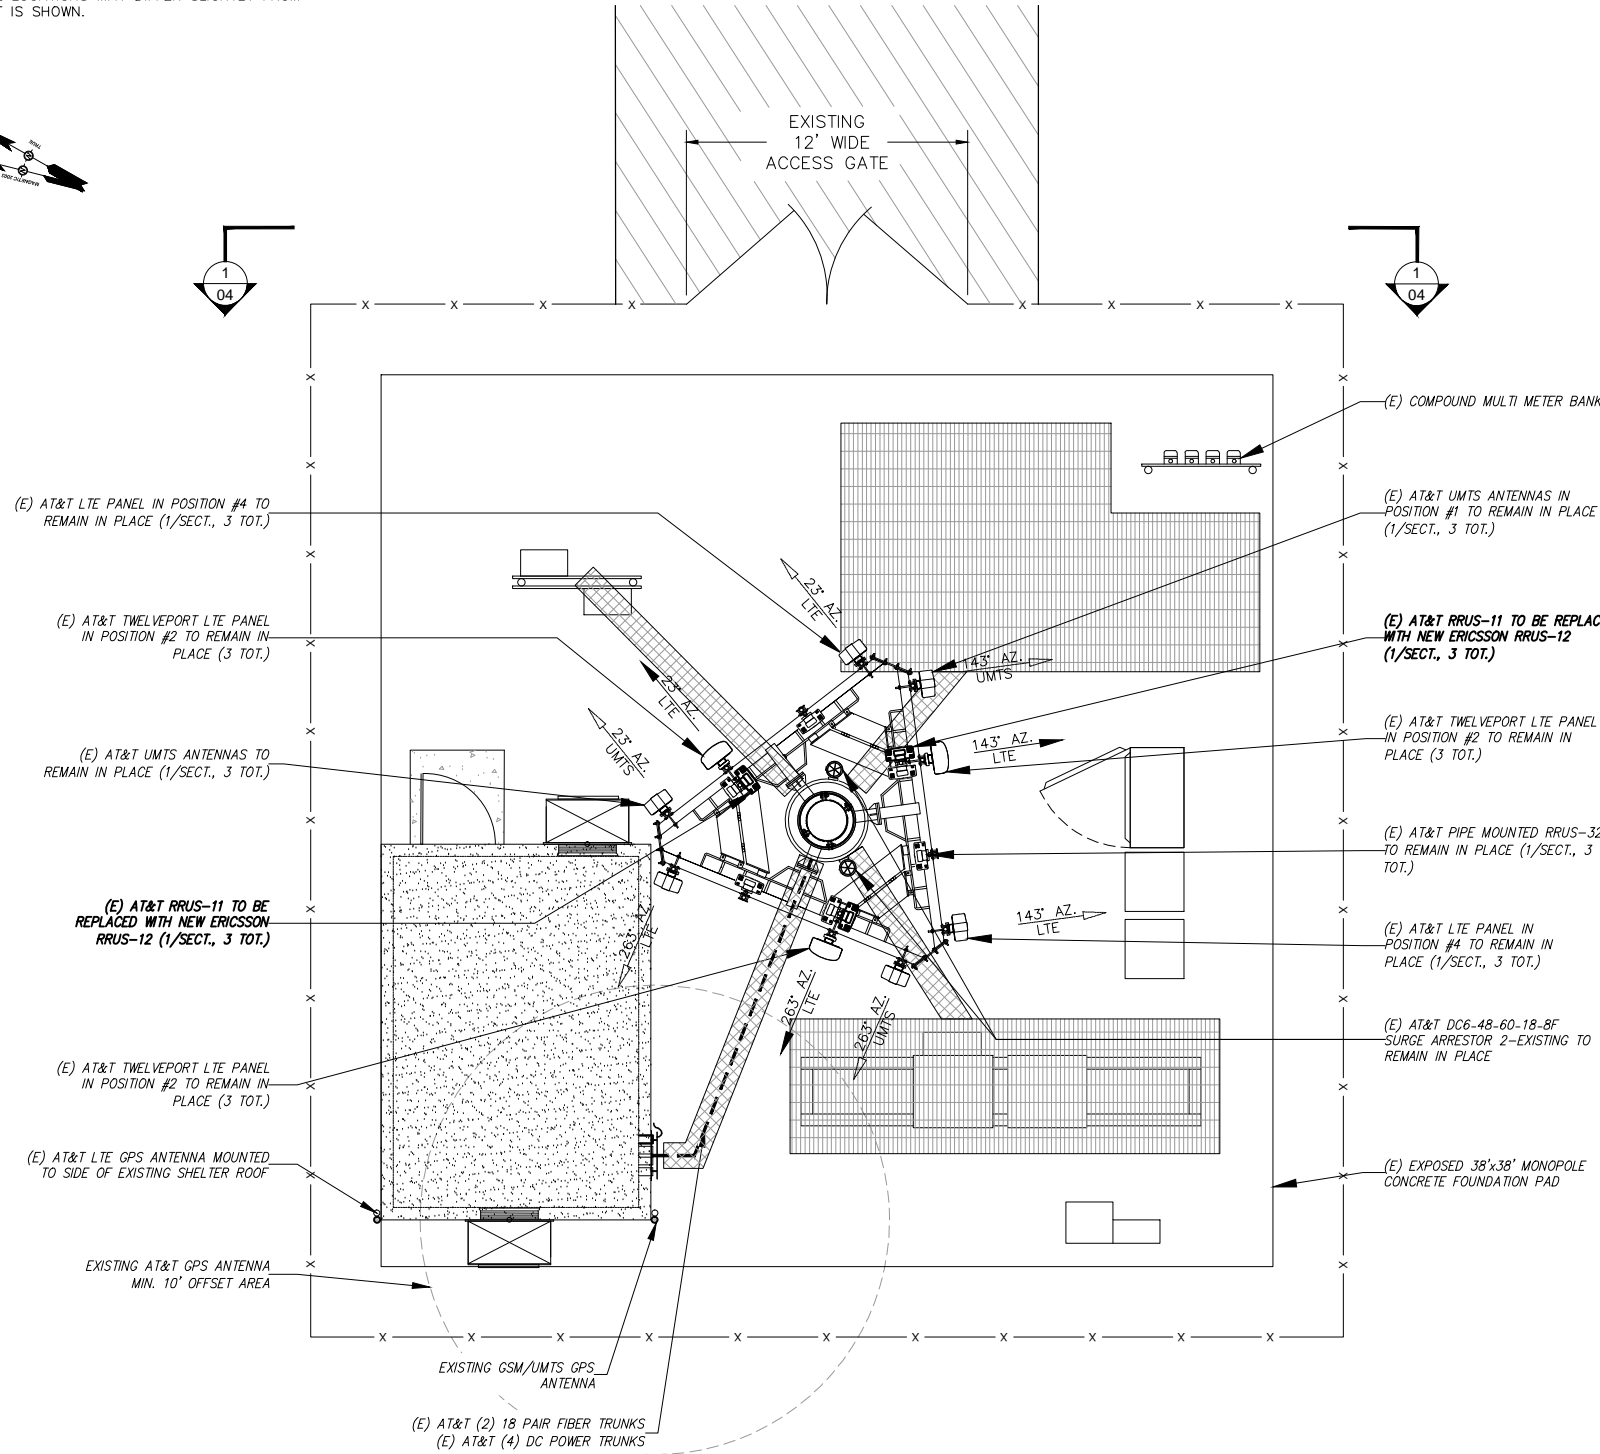 T IS SHOWN.
TRUE
N
N
MAGNETIC 2003
EXISTING
12' WIDE
ACCESS GATE
1
04
1
04
(E) COMPOUND MULTI METER BANK
(E) AT&T LTE PANEL IN POSITION #4 TO
REMAIN IN PLACE (1/SECT., 3 TOT.)
(E) AT&T UMTS ANTENNAS IN
POSITION #1 TO REMAIN IN PLACE
(1/SECT., 3 TOT.)
(E) AT&T TWELVEPORT LTE PANEL
IN POSITION #2 TO REMAIN IN
PLACE (3 TOT.)
(E) AT&T RRUS-11 TO BE REPLAC
WITH NEW ERICSSON RRUS-12
(1/SECT., 3 TOT.)
(E) AT&T UMTS ANTENNAS TO
REMAIN IN PLACE (1/SECT., 3 TOT.)
(E) AT&T TWELVEPORT LTE PANEL
IN POSITION #2 TO REMAIN IN
PLACE (3 TOT.)
(E) AT&T PIPE MOUNTED RRUS-32
TO REMAIN IN PLACE (1/SECT., 3
TOT.)
(E) AT&T RRUS-11 TO BE
REPLACED WITH NEW ERICSSON
RRUS-12 (1/SECT., 3 TOT.)
(E) AT&T LTE PANEL IN
POSITION #4 TO REMAIN IN
PLACE (1/SECT., 3 TOT.)
(E) AT&T TWELVEPORT LTE PANEL
IN POSITION #2 TO REMAIN IN
PLACE (3 TOT.)
(E) AT&T DC6-48-60-18-8F
SURGE ARRESTOR 2-EXISTING TO
REMAIN IN PLACE
(E) AT&T LTE GPS ANTENNA MOUNTED
TO SIDE OF EXISTING SHELTER ROOF
(E) EXPOSED 38'x38' MONOPOLE
CONCRETE FOUNDATION PAD
EXISTING AT&T GPS ANTENNA
MIN. 10' OFFSET AREA
EXISTING GSM/UMTS GPS
ANTENNA
(E) AT&T (2) 18 PAIR FIBER TRUNKS
(E) AT&T (4) DC POWER TRUNKS
23° AZ.
LTE
143° AZ.
UMTS
23° AZ.
LTE
23° AZ.
UMTS
143° AZ.
LTE
143° AZ.
LTE
263° AZ.
LTE
263° AZ.
LTE
263° AZ.
UMTS